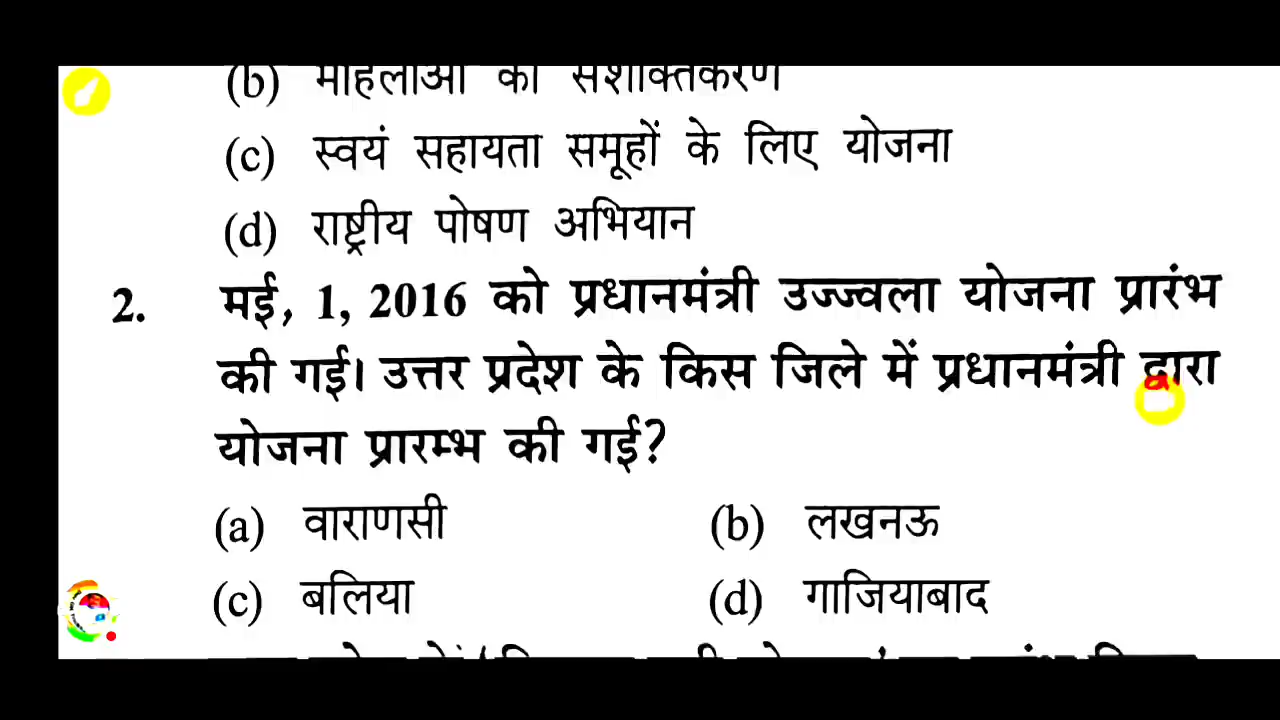 (b) महिलाओं का सशक्तिकरण
(c) स्वयं सहायता समूहों के लिए योजना
(d) राष्ट्रीय पोषण अभियान
2. मई, 1, 2016 को प्रधानमंत्री उज्ज्वला योजना प्रारंभ
की गई। उत्तर प्रदेश के किस जिले में प्रधानमंत्री द्वारा
योजना प्रारम्भ की गई?
(a) वाराणसी (b) लखनऊ
(c) बलिया (d) गाजियाबाद